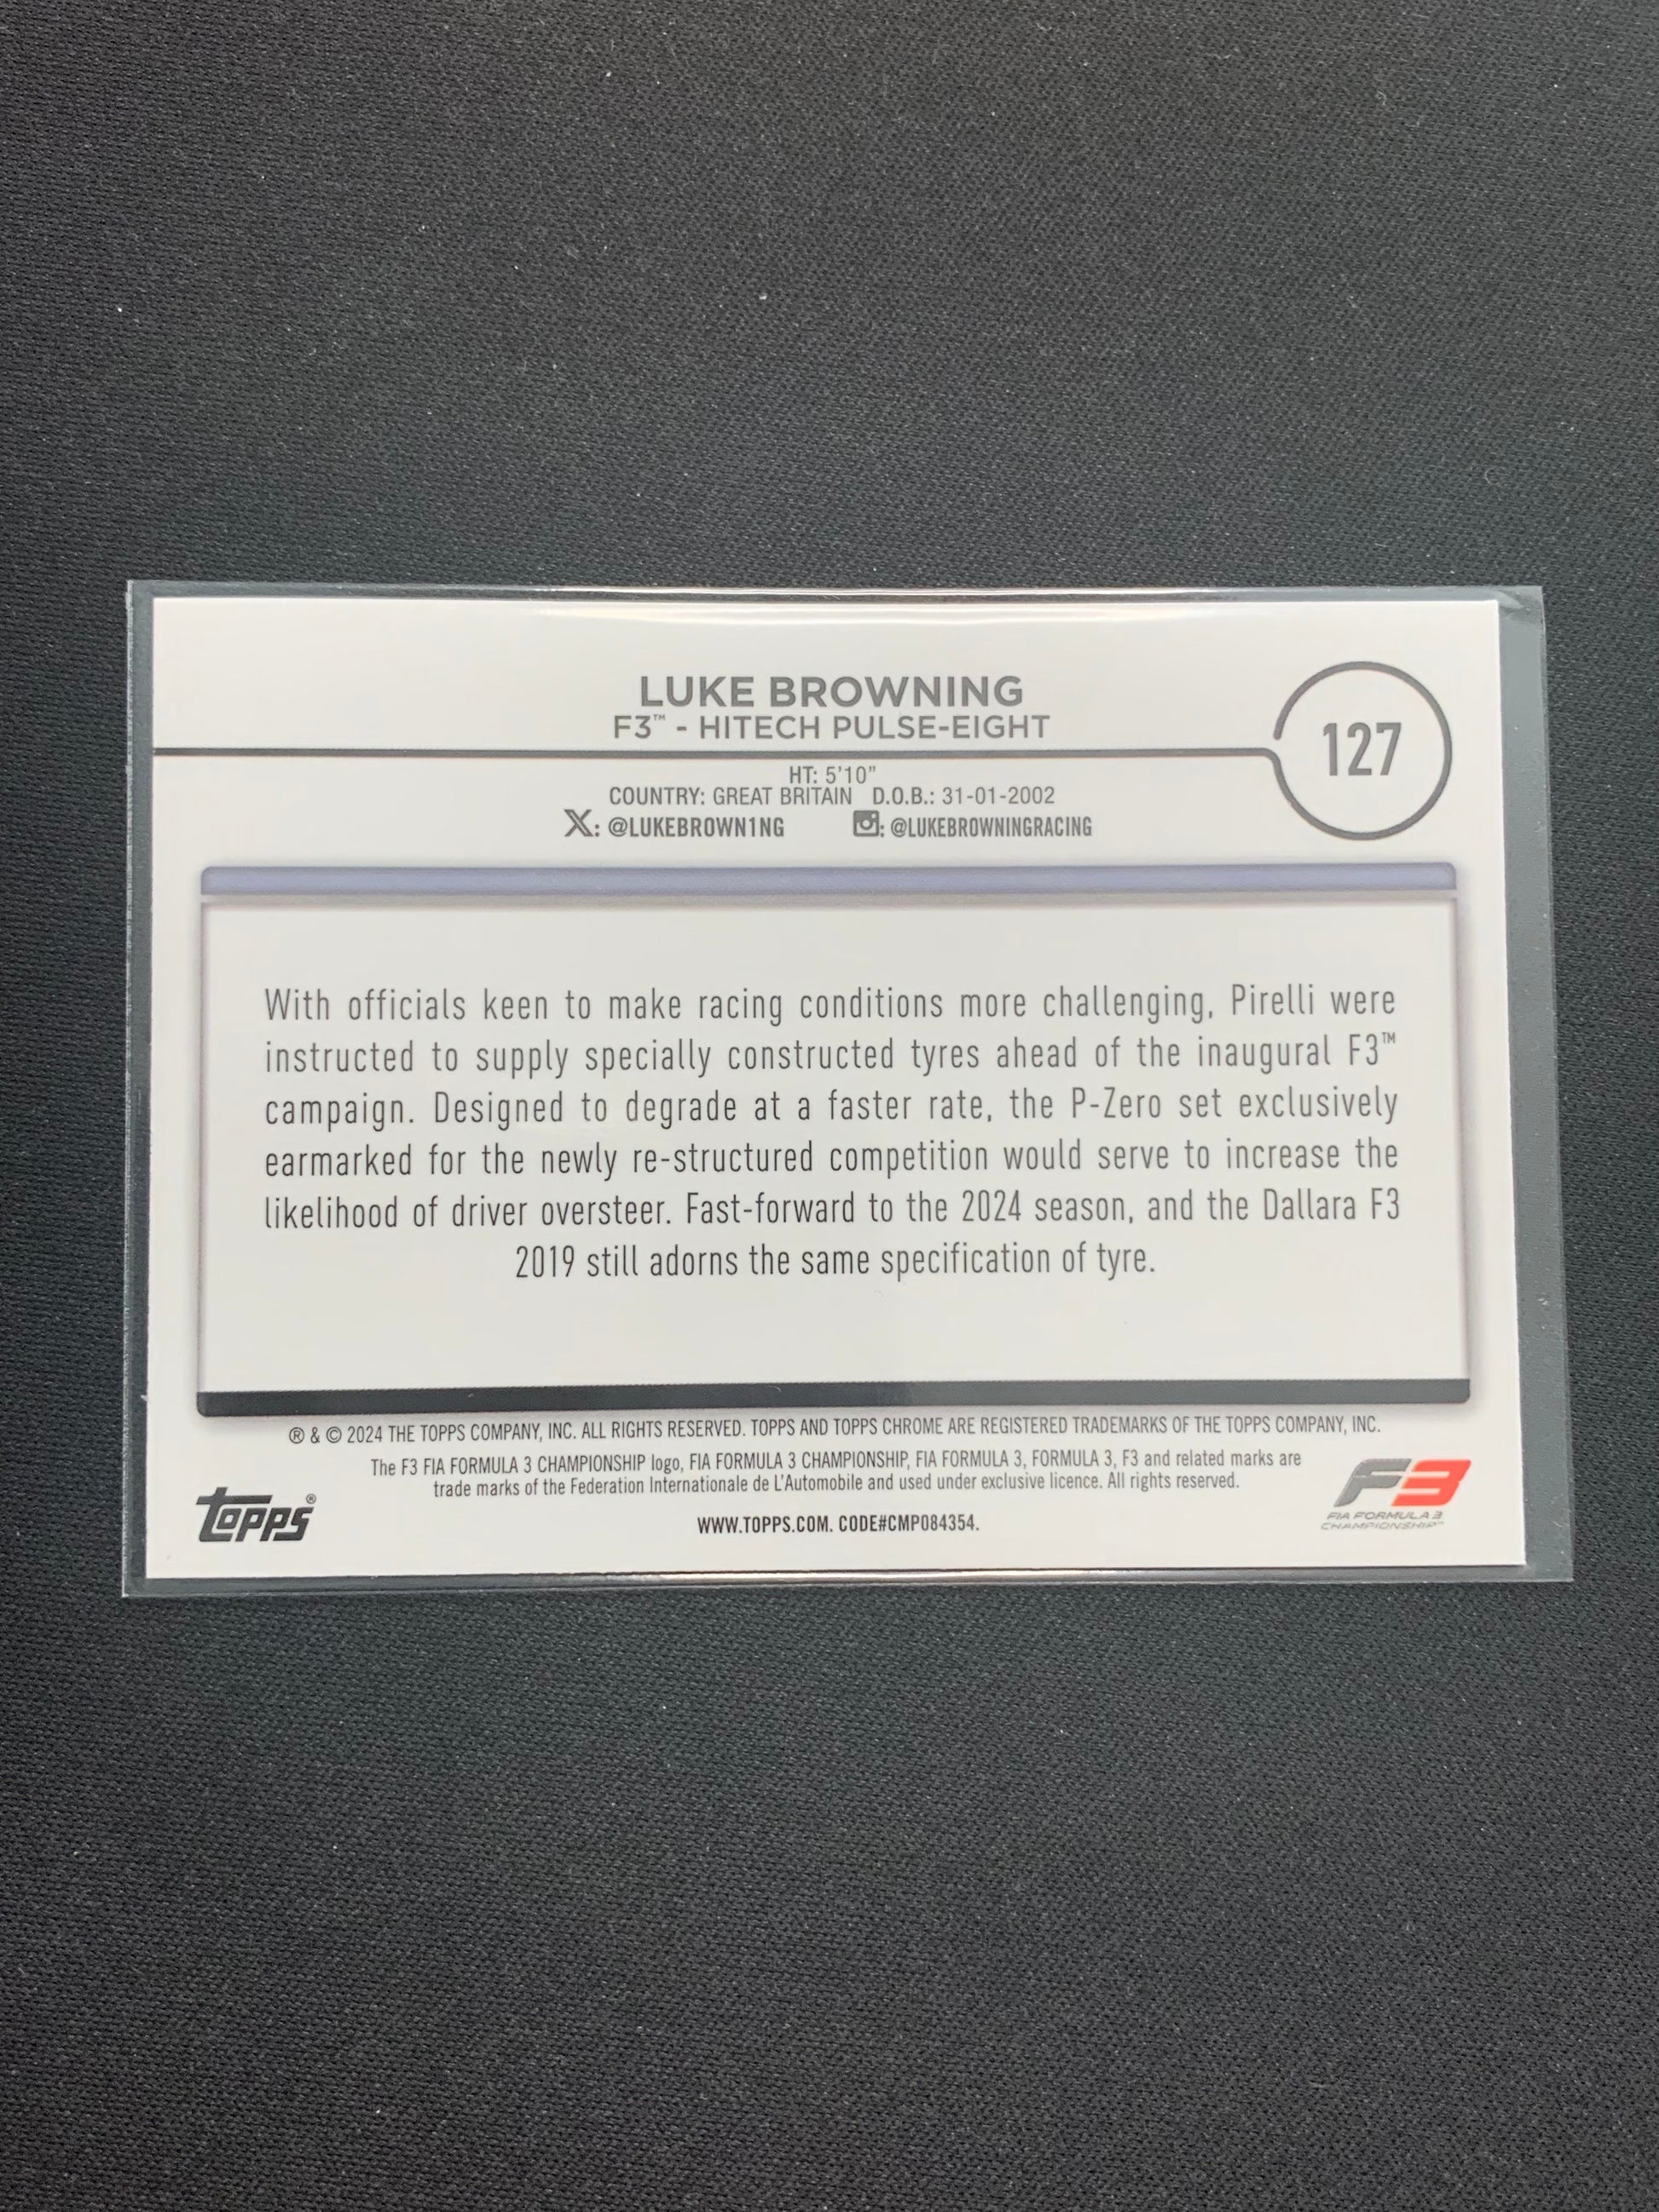 LUKE BROWNING
F3™ - HITECH PULSE-EIGHT
127
HT: 5'10"
COUNTRY: GREAT BRITAIN D.O.B.: 31-01-2002
X: @LUKEBROWN1NG : @LUKEBROWNINGRACING
With officials keen to make racing conditions more challenging, Pirelli were
instructed to supply specially constructed tyres ahead of the inaugural F3™
campaign. Designed to degrade at a faster rate, the P-Zero set exclusively
earmarked for the newly re-structured competition would serve to increase the
likelihood of driver oversteer. Fast-forward to the 2024 season, and the Dallara F3
2019 still adorns the same specification of tyre.
® & © 2024 THE TOPPS COMPANY, INC. ALL RIGHTS RESERVED. TOPPS AND TOPPS CHROME ARE REGISTERED TRADEMARKS OF THE TOPPS COMPANY, INC.
The F3 FIA FORMULA 3 CHAMPIONSHIP logo, FIA FORMULA 3 CHAMPIONSHIP, FIA FORMULA 3, FORMULA 3, F3 and related marks are
trade marks of the Federation Internationale de L'Automobile and used under exclusive licence. All rights reserved.
WWW.TOPPS.COM. CODE#CMP084354.
Topps®
F3
FIA FORMULA 3
CHAMPIONSHIP™